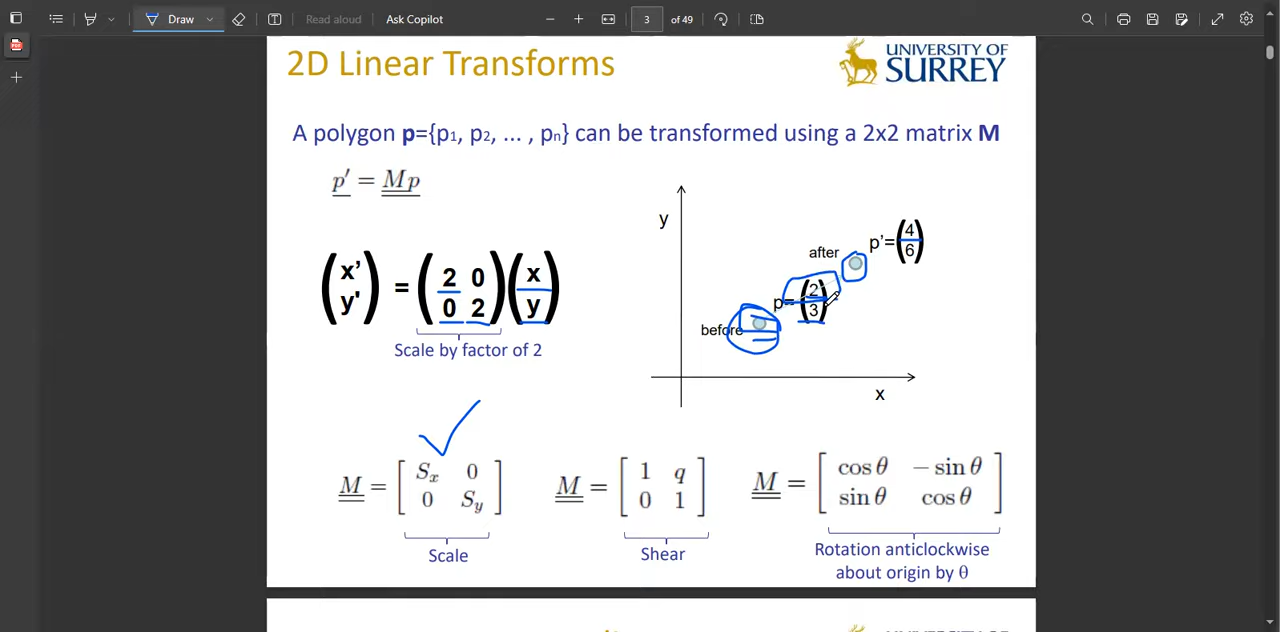 Draw
Read aloud
Ask Copilot
3 of 49
2D Linear Transforms
UNIVERSITY OF
SURREY
A polygon p={p1, p2, ... , pn} can be transformed using a 2x2 matrix M
p′ = Mp
(x’ y’) = (2 0 0 2)(x y)
Scale by factor of 2
y
after
p’=(4 6)
p=(2 3)
before
x
M = [Sx 0 0 Sy]
Scale
M = [1 q 0 1]
Shear
M = [cos θ − sin θ sin θ cos θ]
Rotation anticlockwise
about origin by θ